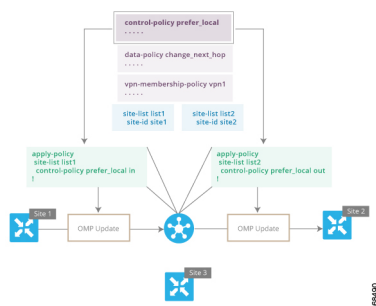 control-policy prefer_local
. . . . .
data-policy change_next_hop
. . . . .
vpn-membership-policy vpn1
. . . . .
site-list list1
site-id site1
site-list list2
site-id site2
apply-policy
site-list list1
control-policy prefer_local in
!
apply-policy
site-list list2
control-policy prefer_local out
!
Site 1
OMP Update
OMP Update
Site 2
Site 3